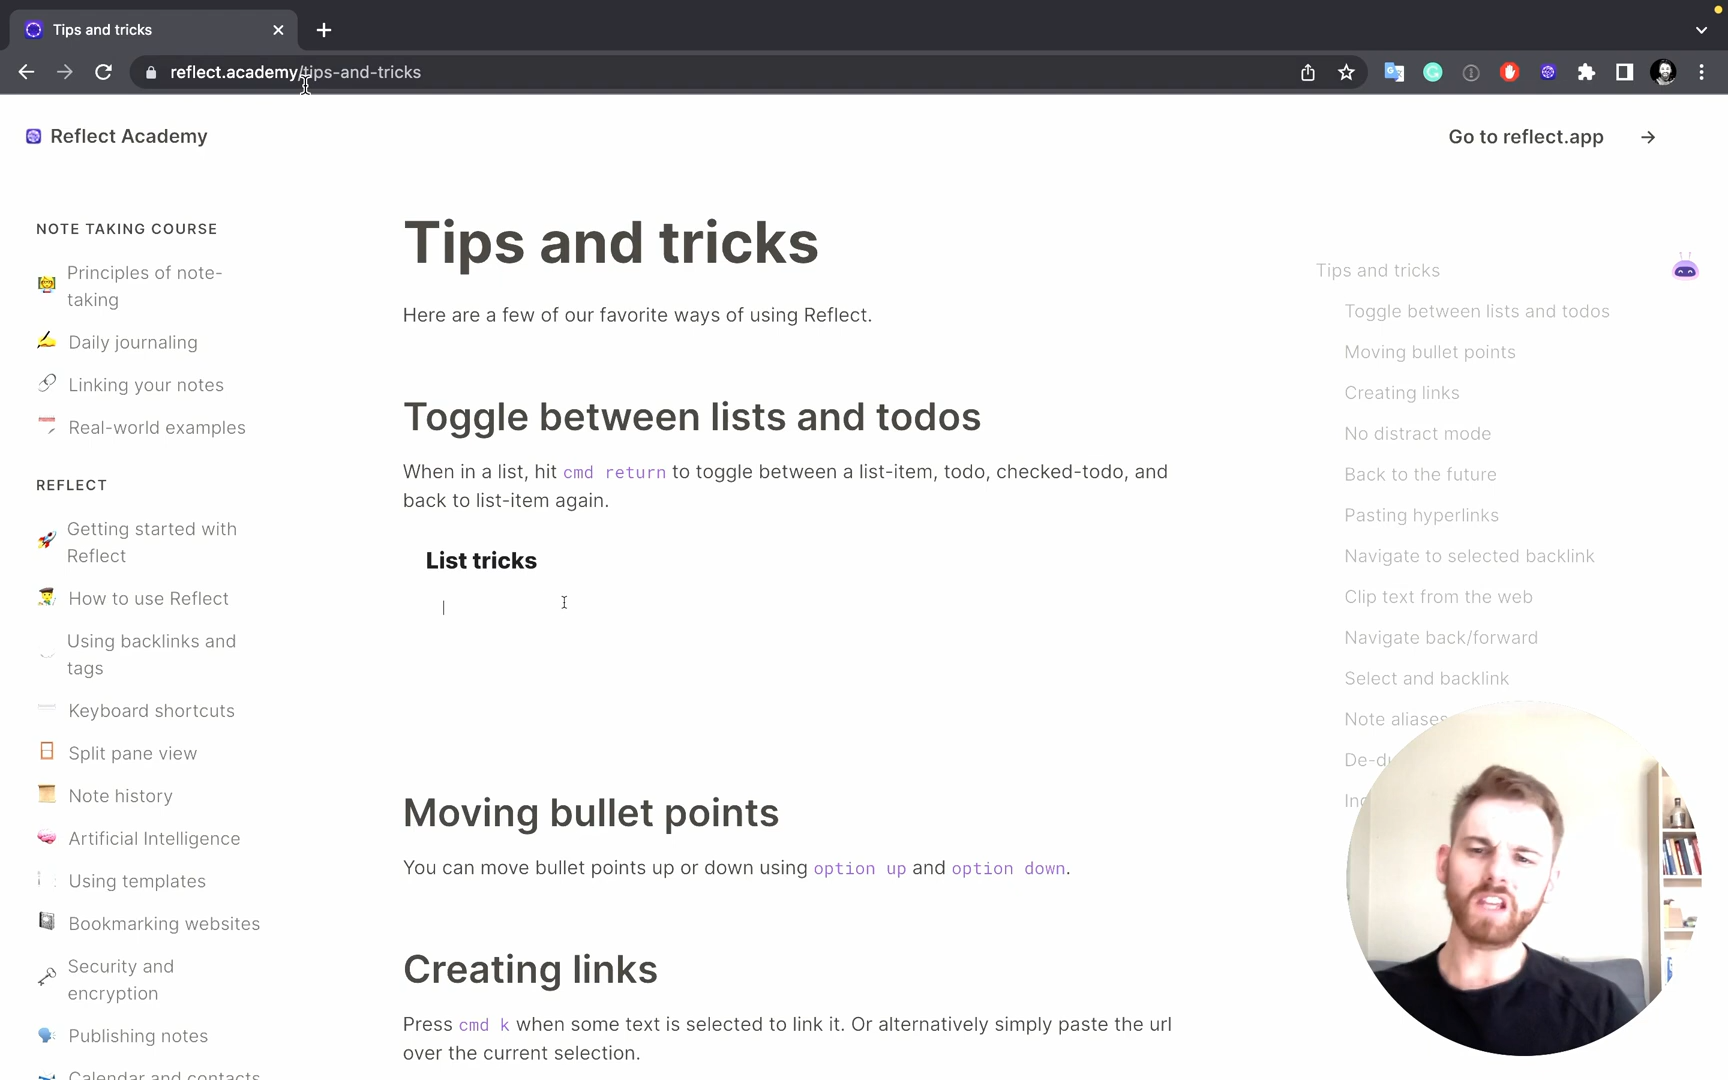 Tips and tricks
reflect.academy/tips-and-tricks
Reflect Academy
Go to reflect.app
NOTE TAKING COURSE
Principles of note-
taking
Daily journaling
Linking your notes
Real-world examples
REFLECT
Getting started with
Reflect
How to use Reflect
Using backlinks and
tags
Keyboard shortcuts
Split pane view
Note history
Artificial Intelligence
Using templates
Bookmarking websites
Security and
encryption
Publishing notes
Calendar and contacts
Tips and tricks
Here are a few of our favorite ways of using Reflect.
Toggle between lists and todos
When in a list, hit cmd return to toggle between a list-item, todo, checked-todo, and
back to list-item again.
List tricks
Moving bullet points
You can move bullet points up or down using option up and option down.
Creating links
Press cmd k when some text is selected to link it. Or alternatively simply paste the url
over the current selection.
Tips and tricks
Toggle between lists and todos
Moving bullet points
Creating links
No distract mode
Back to the future
Pasting hyperlinks
Navigate to selected backlink
Clip text from the web
Navigate back/forward
Select and backlink
Note aliases